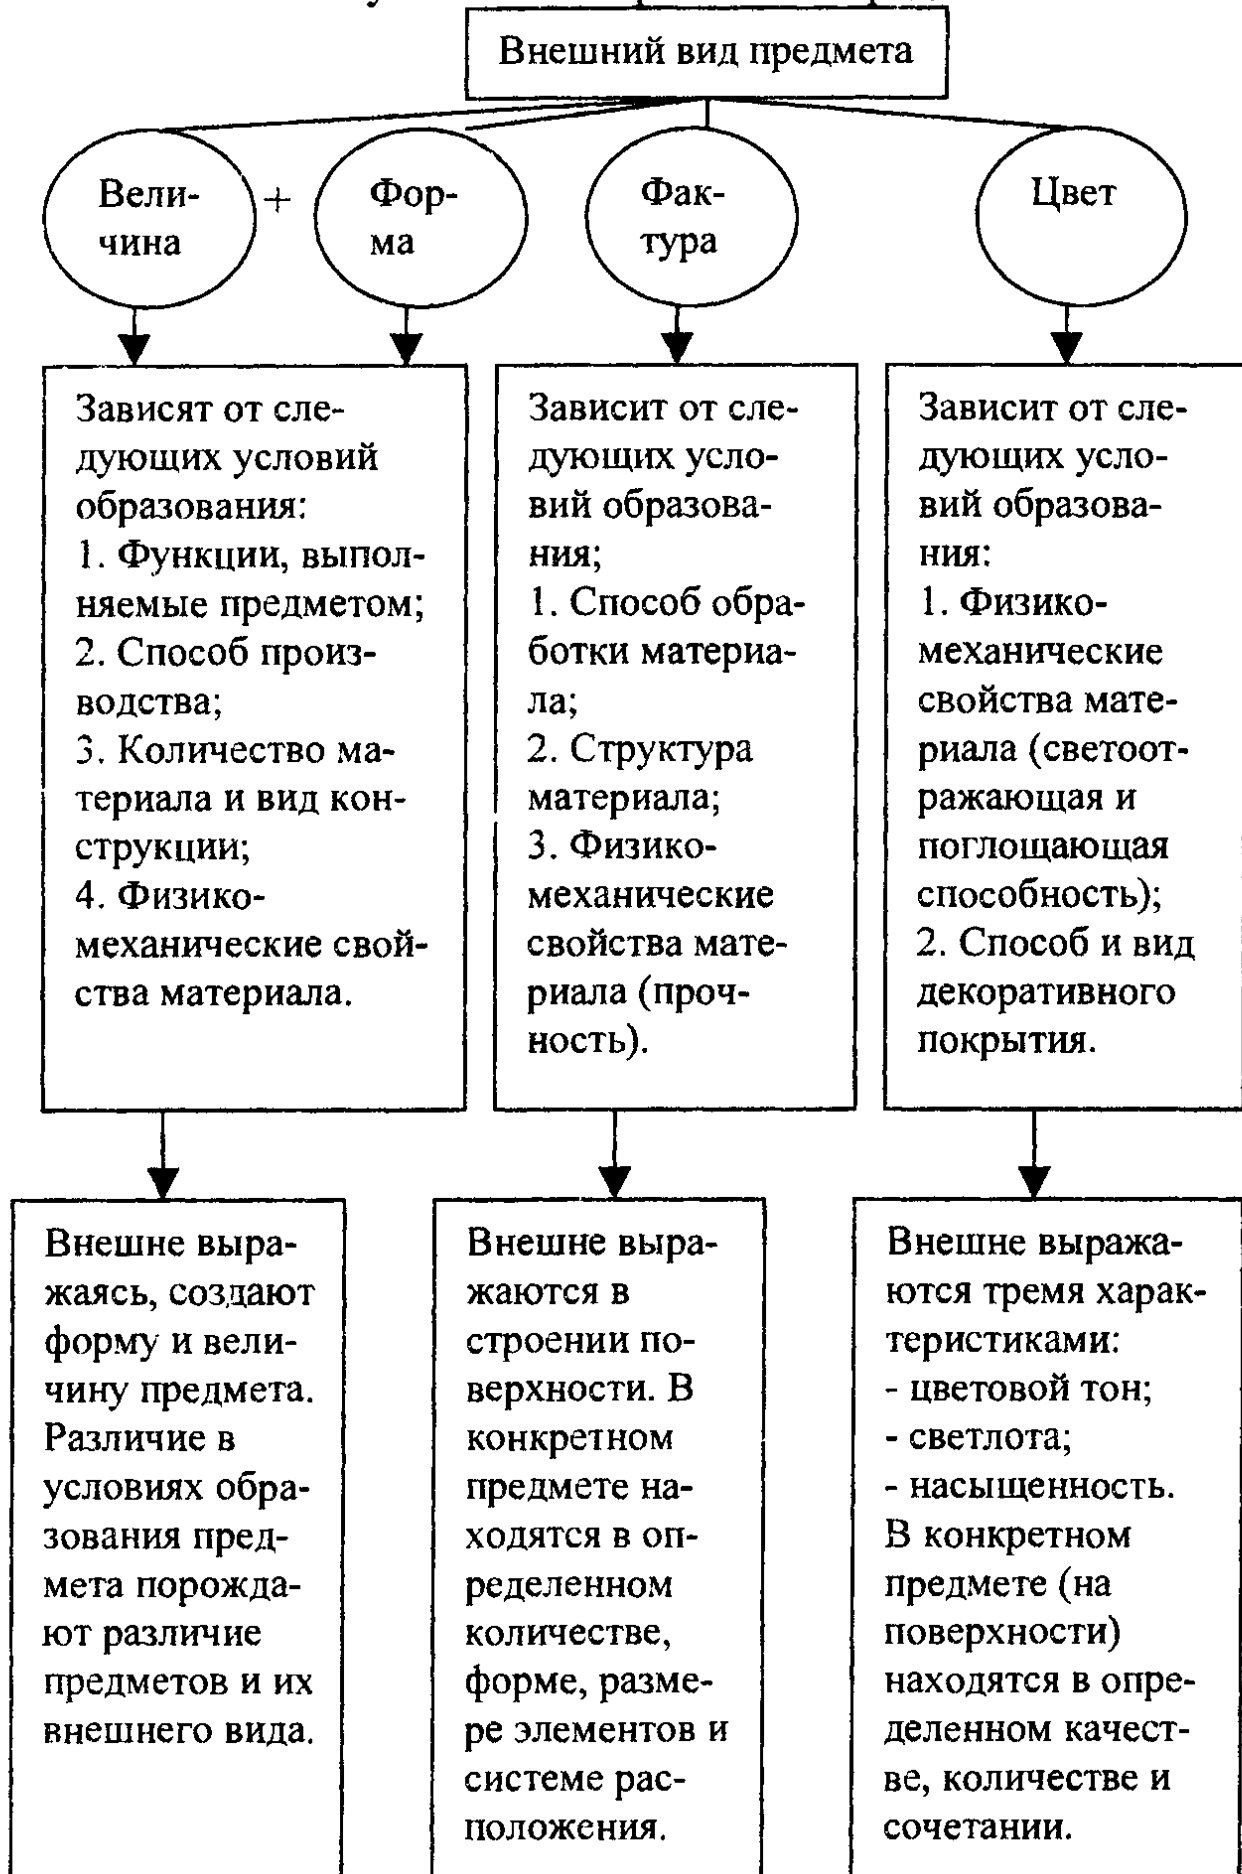 Внешний вид предмета
Вели-
чина
+
Фор-
ма
Фак-
тура
Цвет
Зависят от сле-
дующих условий
образования:
1. Функции, выпол-
няемые предметом;
2. Способ произ-
водства;
3. Количество ма-
териала и вид кон-
струкции;
4. Физико-
механические свой-
ства материала.
Зависит от сле-
дующих усло-
вий образова-
ния;
1. Способ обра-
ботки материа-
ла;
2. Структура
материала;
3. Физико-
механические
свойства мате-
риала (проч-
ность).
Зависит от сле-
дующих усло-
вий образова-
ния:
1. Физико-
механические
свойства мате-
риала (светоот-
ражающая и
поглощающая
способность);
2. Способ и вид
декоративного
покрытия.
Внешне выра-
жаясь, создают
форму и вели-
чину предмета.
Различие в
условиях обра-
зования пред-
мета порожда-
ют различие
предметов и их
внешнего вида.
Внешне выра-
жаются в
строении по-
верхности. В
конкретном
предмете на-
ходятся в оп-
ределенном
количестве,
форме, разме-
ре элементов и
системе рас-
положения.
Внешне выража-
ются тремя харак-
теристиками:
- цветовой тон;
- светлота;
- насыщенность.
В конкретном
предмете (на
поверхности)
находятся в опре-
деленном качест-
ве, количестве и
сочетании.